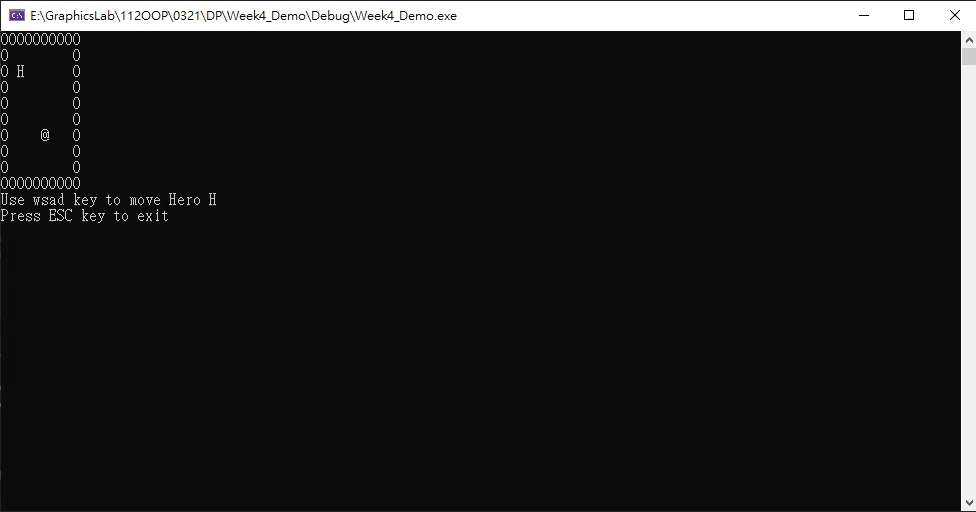 E:\GraphicsLab\112OOP\0321\DP\Week4_Demo\Debug\Week4_Demo.exe
0000000000
0        0
0 H      0
0        0
0        0
0        0
0    @   0
0        0
0        0
0000000000
Use wsad key to move Hero H
Press ESC key to exit